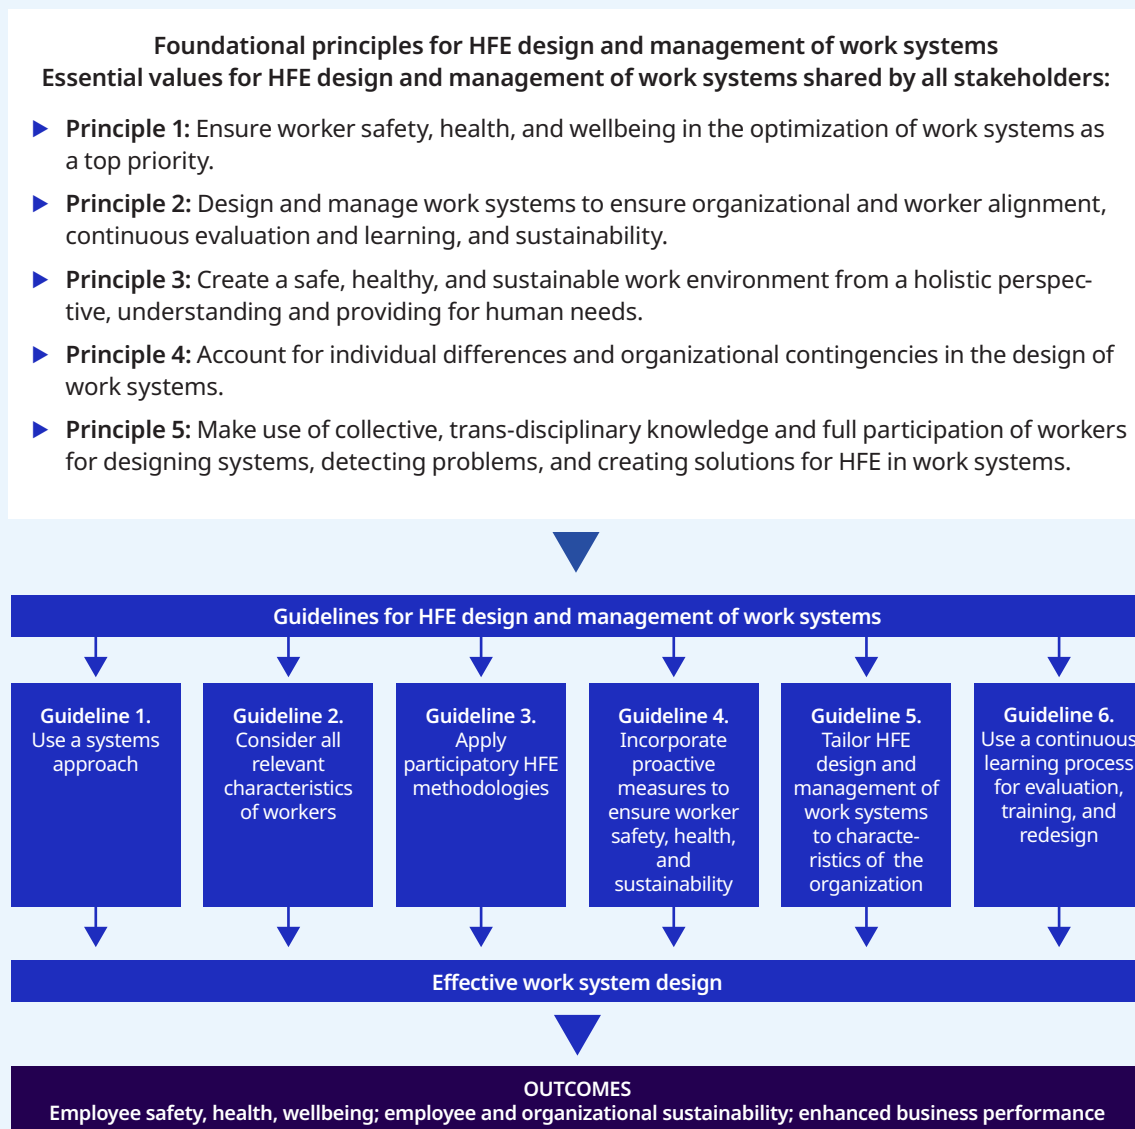 Foundational principles for HFE design and management of work systems
Essential values for HFE design and management of work systems shared by all stakeholders:
Principle 1: Ensure worker safety, health, and wellbeing in the optimization of work systems as
a top priority.
Principle 2: Design and manage work systems to ensure organizational and worker alignment,
continuous evaluation and learning, and sustainability.
Principle 3: Create a safe, healthy, and sustainable work environment from a holistic perspec-
tive, understanding and providing for human needs.
Principle 4: Account for individual differences and organizational contingencies in the design of
work systems.
Principle 5: Make use of collective, trans-disciplinary knowledge and full participation of workers
for designing systems, detecting problems, and creating solutions for HFE in work systems.
Guidelines for HFE design and management of work systems
Guideline 1.
Use a systems
approach
Guideline 2.
Consider all
relevant
characteristics
of workers
Guideline 3.
Apply
participatory HFE
methodologies
Guideline 4.
Incorporate
proactive
measures to
ensure worker
safety, health,
and
sustainability
Guideline 5.
Tailor HFE
design and
management of
work systems
to characte-
ristics of the
organization
Guideline 6.
Use a continuous
learning process
for evaluation,
training, and
redesign
Effective work system design
OUTCOMES
Employee safety, health, wellbeing; employee and organizational sustainability; enhanced business performance